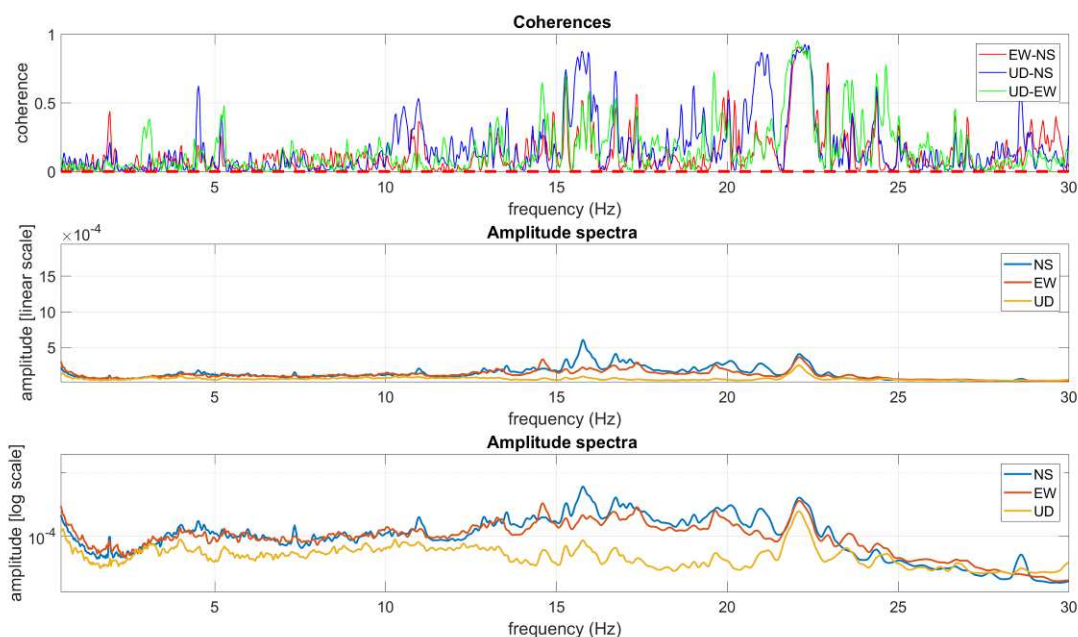 Coherences
1
0.5
0
coherence
EW-NS
UD-NS
UD-EW
5
10
15
20
25
30
frequency (Hz)
Amplitude spectra
×10⁻⁴
15
10
5
amplitude [linear scale]
NS
EW
UD
5
10
15
20
25
30
frequency (Hz)
Amplitude spectra
10⁻⁴
amplitude [log scale]
NS
EW
UD
5
10
15
20
25
30
frequency (Hz)